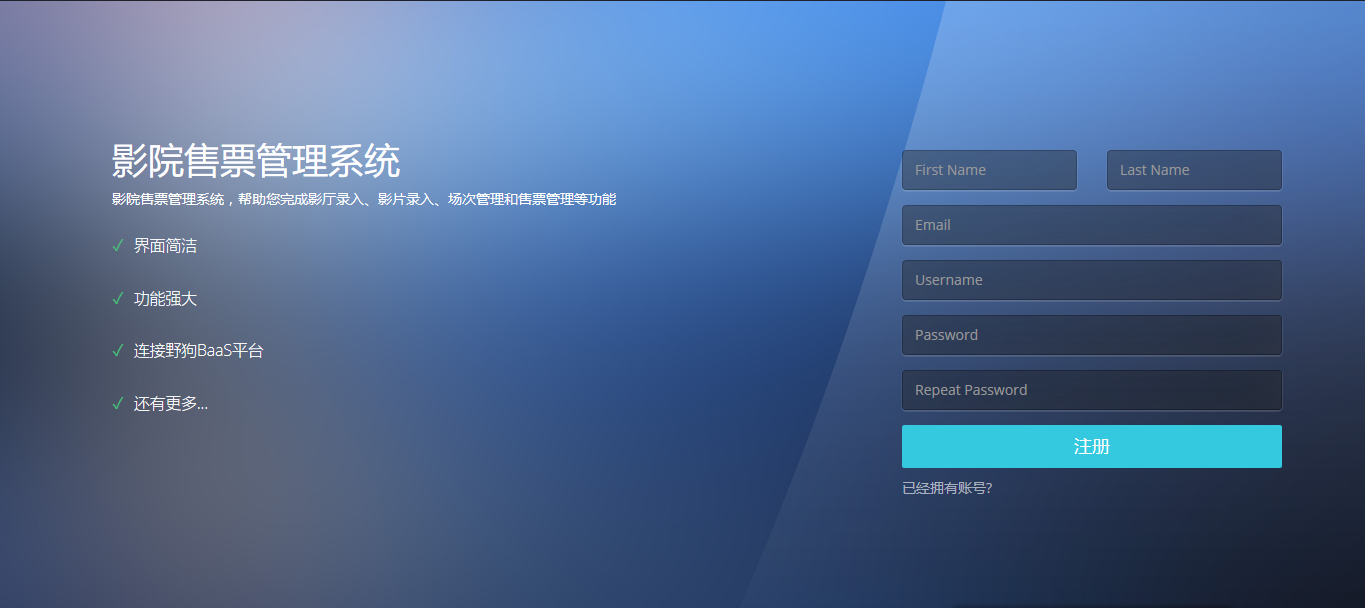 影院售票管理系统
影院售票管理系统，帮助您完成影厅录入、影片录入、场次管理和售票管理等功能
✓ 界面简洁
✓ 功能强大
✓ 连接野狗BaaS平台
✓ 还有更多...
First Name Last Name
Email
Username
Password
Repeat Password
注册
已经拥有账号?